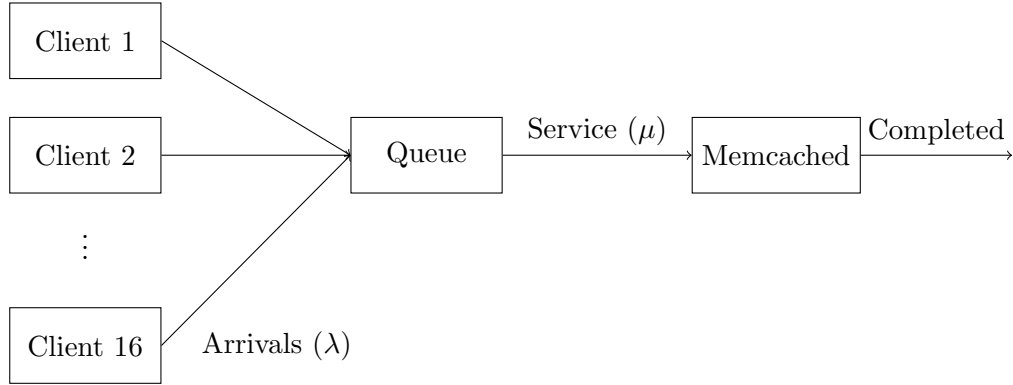 Client 1
Client 2
⋮
Client 16
Arrivals (λ)
Queue
Service (μ)
Memcached
Completed